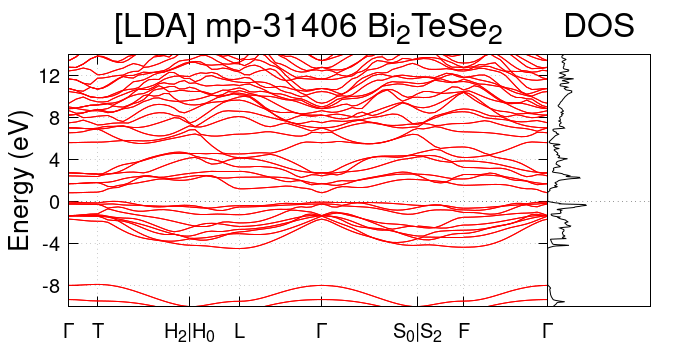 [LDA] mp-31406 Bi₂TeSe₂ DOS
Energy (eV)
12
8
4
0
-4
-8
Γ T H₂|H₀ L Γ S₀|S₂ F Γ